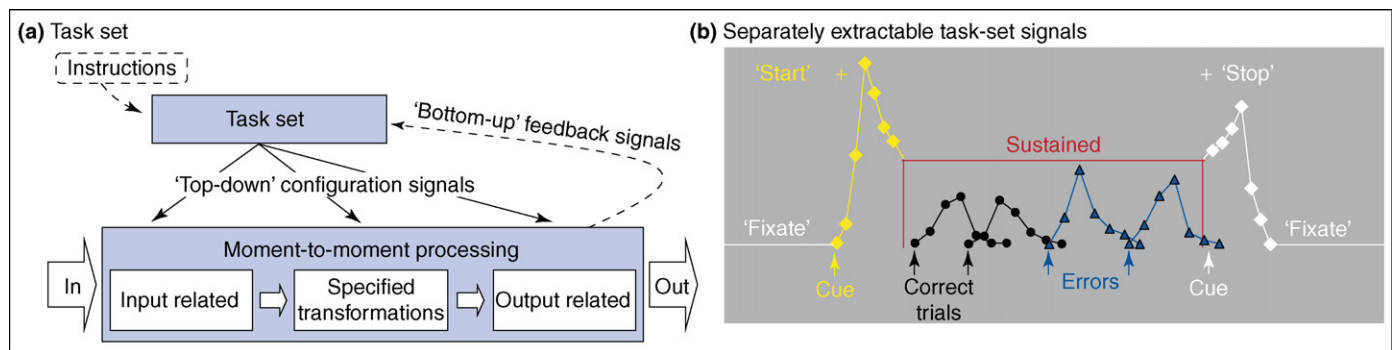 (a) Task set
Instructions
Task set
'Bottom-up' feedback signals
'Top-down' configuration signals
Moment-to-moment processing
In
Input related
Specified
transformations
Output related
Out
(b) Separately extractable task-set signals
'Start' +
+ 'Stop'
Sustained
'Fixate'
'Fixate'
Cue
Correct
trials
Errors
Cue